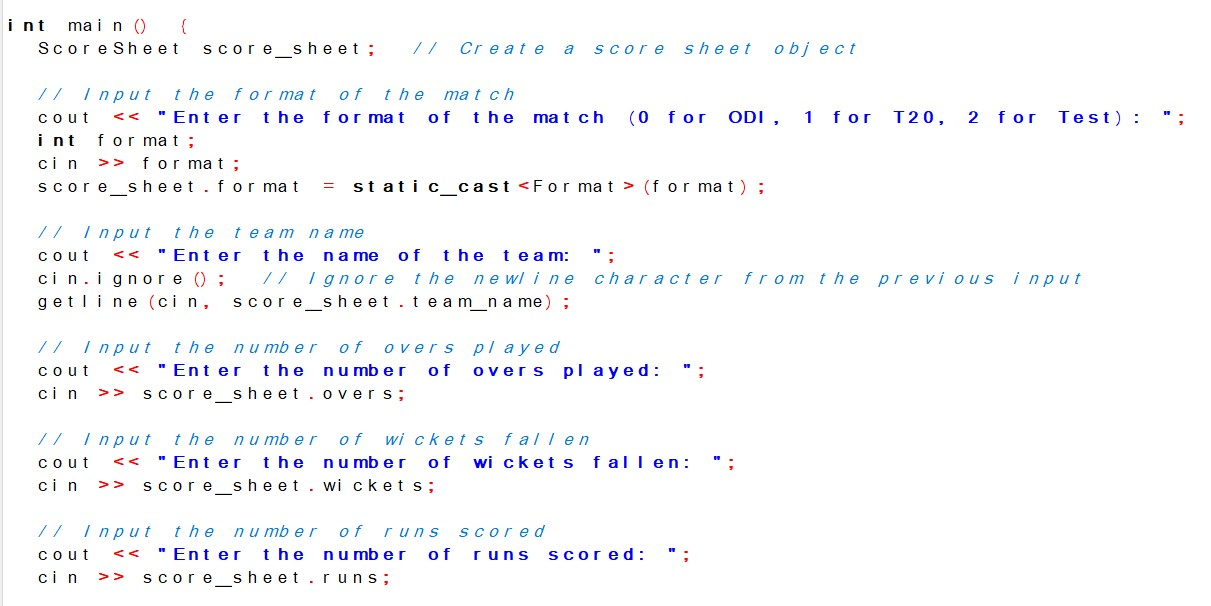 int main() {
ScoreSheet score_sheet; // Create a score sheet object
// Input the format of the match
cout << "Enter the format of the match (0 for ODI, 1 for T20, 2 for Test): ";
int format;
cin >> format;
score_sheet.format = static_cast<Format>(format);
// Input the team name
cout << "Enter the name of the team: ";
cin.ignore(); // Ignore the newline character from the previous input
getline(cin, score_sheet.team_name);
// Input the number of overs played
cout << "Enter the number of overs played: ";
cin >> score_sheet.overs;
// Input the number of wickets fallen
cout << "Enter the number of wickets fallen: ";
cin >> score_sheet.wickets;
// Input the number of runs scored
cout << "Enter the number of runs scored: ";
cin >> score_sheet.runs;